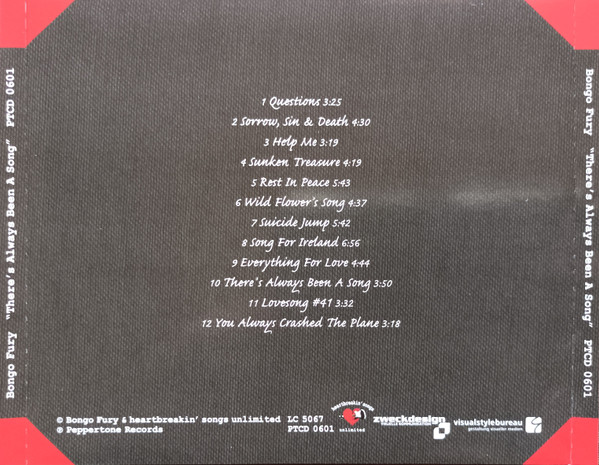 Bongo Fury "There's Always Been A Song" PTCD 0601
1 Questions 3:25
2 Sorrow, Sin & Death 4:30
3 Help Me 3:19
4 Sunken Treasure 4:19
5 Rest In Peace 5:43
6 Wild Flower's Song 4:37
7 Suicide Jump 5:42
8 Song For Ireland 6:56
9 Everything For Love 4:44
10 There's Always Been A Song 3:50
11 Lovesong #41 3:32
12 You Always Crashed The Plane 3:18
Bongo Fury "There's Always Been A Song" PTCD 0601
© Bongo Fury & heartbreakin' songs unlimited LC 5067
℗ Peppertone Records PTCD 0601
heartbreakin' songs
unlimited
zweckdesign
visualstylebureau
gestaltung visueller medien